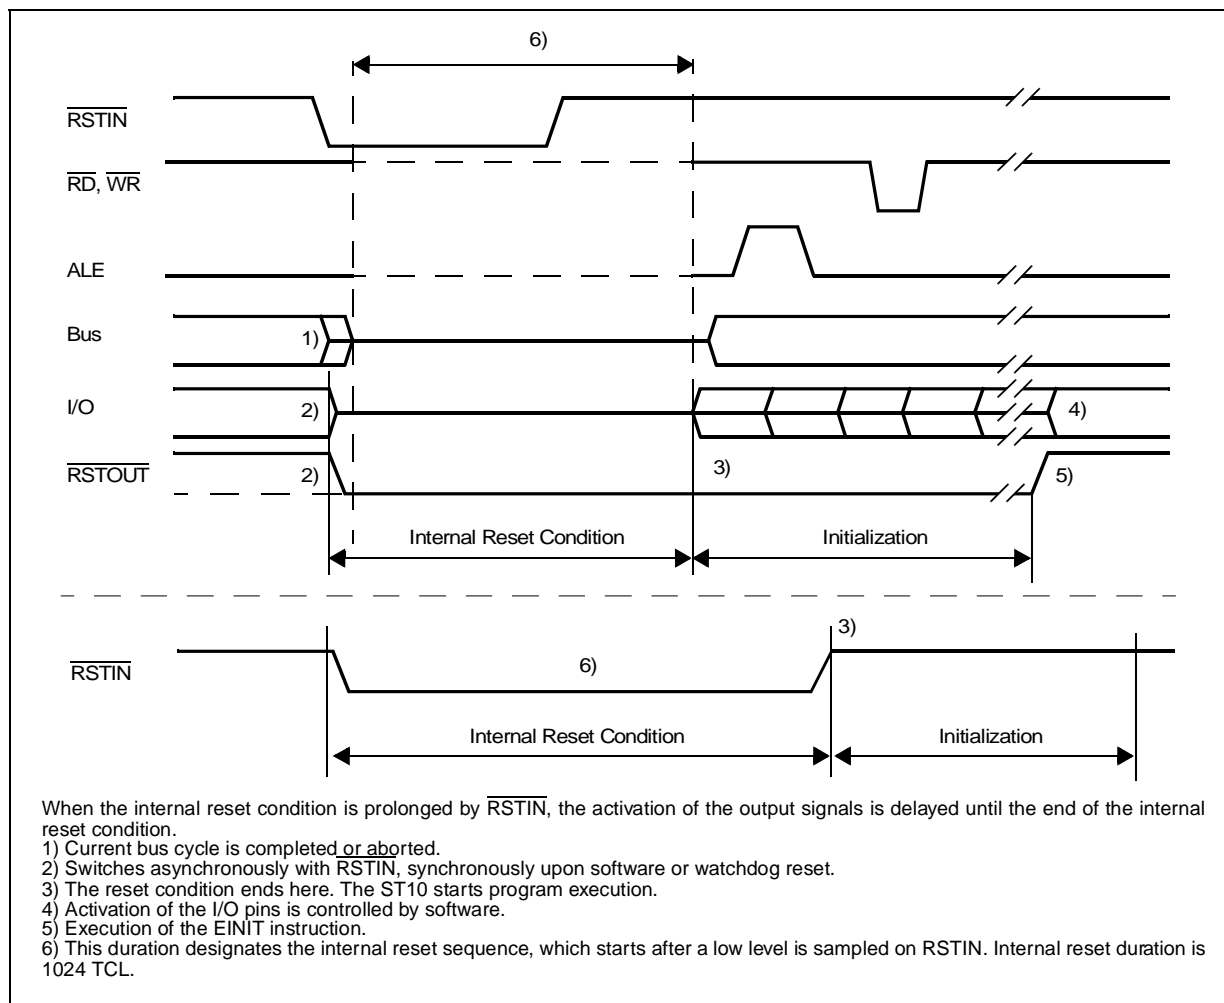 6)
RSTIN
RD, WR
ALE
Bus
1)
I/O
2)
4)
RSTOUT
2)
3)
5)
Internal Reset Condition
Initialization
3)
RSTIN
6)
Internal Reset Condition
Initialization
When the internal reset condition is prolonged by RSTIN, the activation of the output signals is delayed until the end of the internal
reset condition.
1) Current bus cycle is completed or aborted.
2) Switches asynchronously with RSTIN, synchronously upon software or watchdog reset.
3) The reset condition ends here. The ST10 starts program execution.
4) Activation of the I/O pins is controlled by software.
5) Execution of the EINIT instruction.
6) This duration designates the internal reset sequence, which starts after a low level is sampled on RSTIN. Internal reset duration is
1024 TCL.